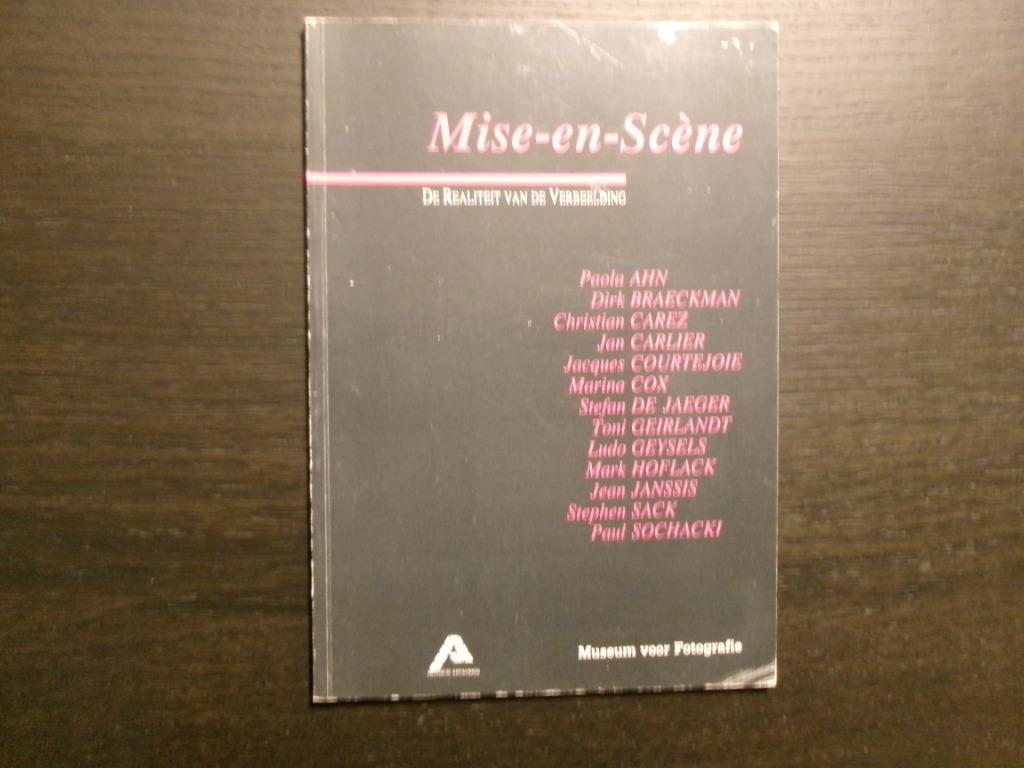 Mise-en-Scène
DE REALITEIT VAN DE VERBEELDING
Paola AHN
Dirk BRAECKMAN
Christian CAREZ
Jan CARLIER
Jacques COURTEJOIE
Marina COX
Stefan DE JAEGER
Toni GEIRLANDT
Ludo GEYSELS
Mark HOFLACK
Jean JANSSIS
Stephen SACK
Paul SOCHACKI
Museum voor Fotografie